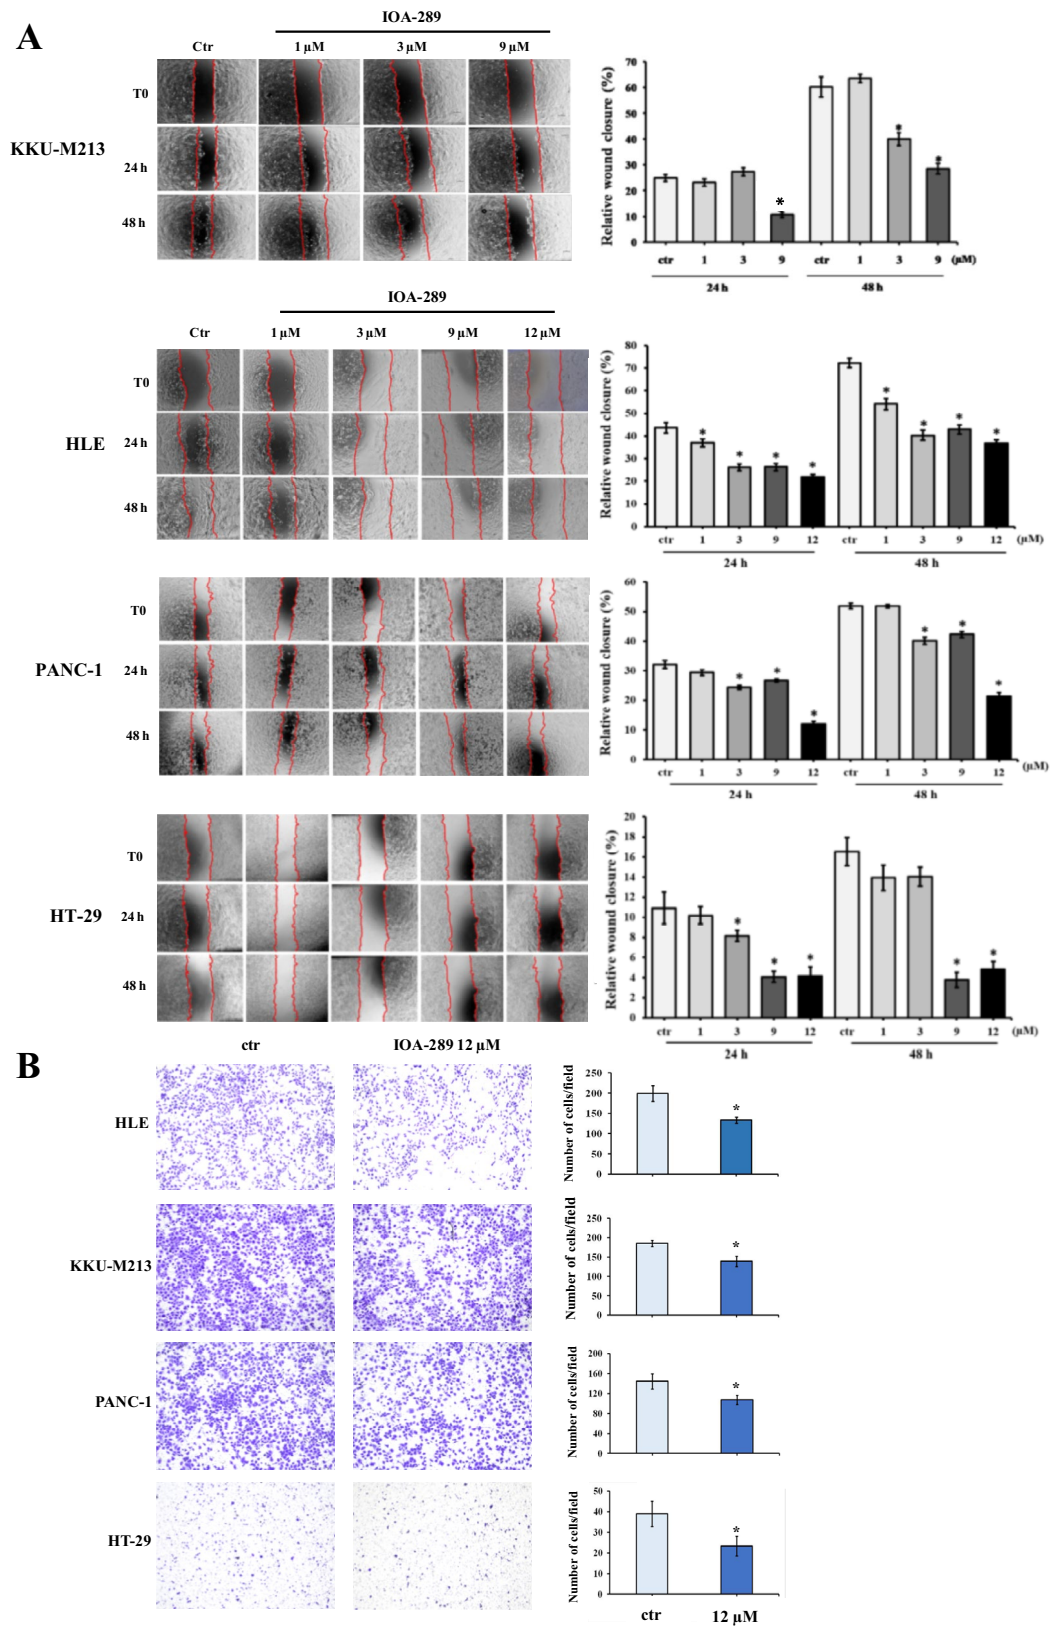 A
IOA-289
Ctr 1 µM 3 µM 9 µM
T0
KKU-M213
24 h
48 h
Relative wound closure (%)
70
60
50
40
30
20
10
0
* * *
ctr 1 3 9 ctr 1 3 9 (µM)
24 h 48 h
IOA-289
Ctr 1 µM 3 µM 9 µM 12 µM
T0
HLE
24 h
48 h
Relative wound closure (%)
80
70
60
50
40
30
20
10
0
* * * * * * * *
ctr 1 3 9 12 ctr 1 3 9 12 (µM)
24 h 48 h
T0
PANC-1
24 h
48 h
Relative wound closure (%)
60
50
40
30
20
10
0
* * * * * *
ctr 1 3 9 12 ctr 1 3 9 12 (µM)
24 h 48 h
T0
HT-29
24 h
48 h
Relative wound closure (%)
20
18
16
14
12
10
8
6
4
2
0
* * * * *
ctr 1 3 9 12 ctr 1 3 9 12 (µM)
24 h 48 h
B
ctr IOA-289 12 µM
HLE
Number of cells/field
250
200
150
100
50
0
*
KKU-M213
Number of cells/field
250
200
150
100
50
0
*
PANC-1
Number of cells/field
200
160
120
80
40
0
*
HT-29
Number of cells/field
50
40
30
20
10
0
*
ctr 12 µM